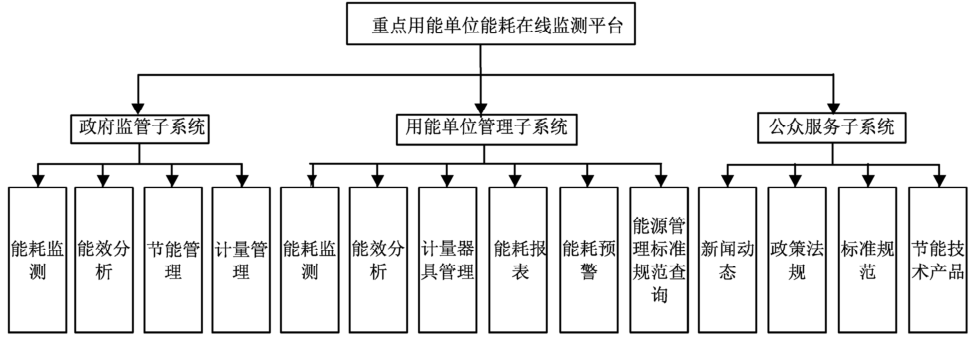 重点用能单位能耗在线监测平台
政府监管子系统
用能单位管理子系统
公众服务子系统
能耗监
测
能效分
析
节能管
理
计量管
理
能耗监
测
能效分
析
计量器
具管理
能耗报
表
能耗预
警
能源管
理标准
规范查
询
新闻动
态
政策法
规
标准规
范
节能技
术产品